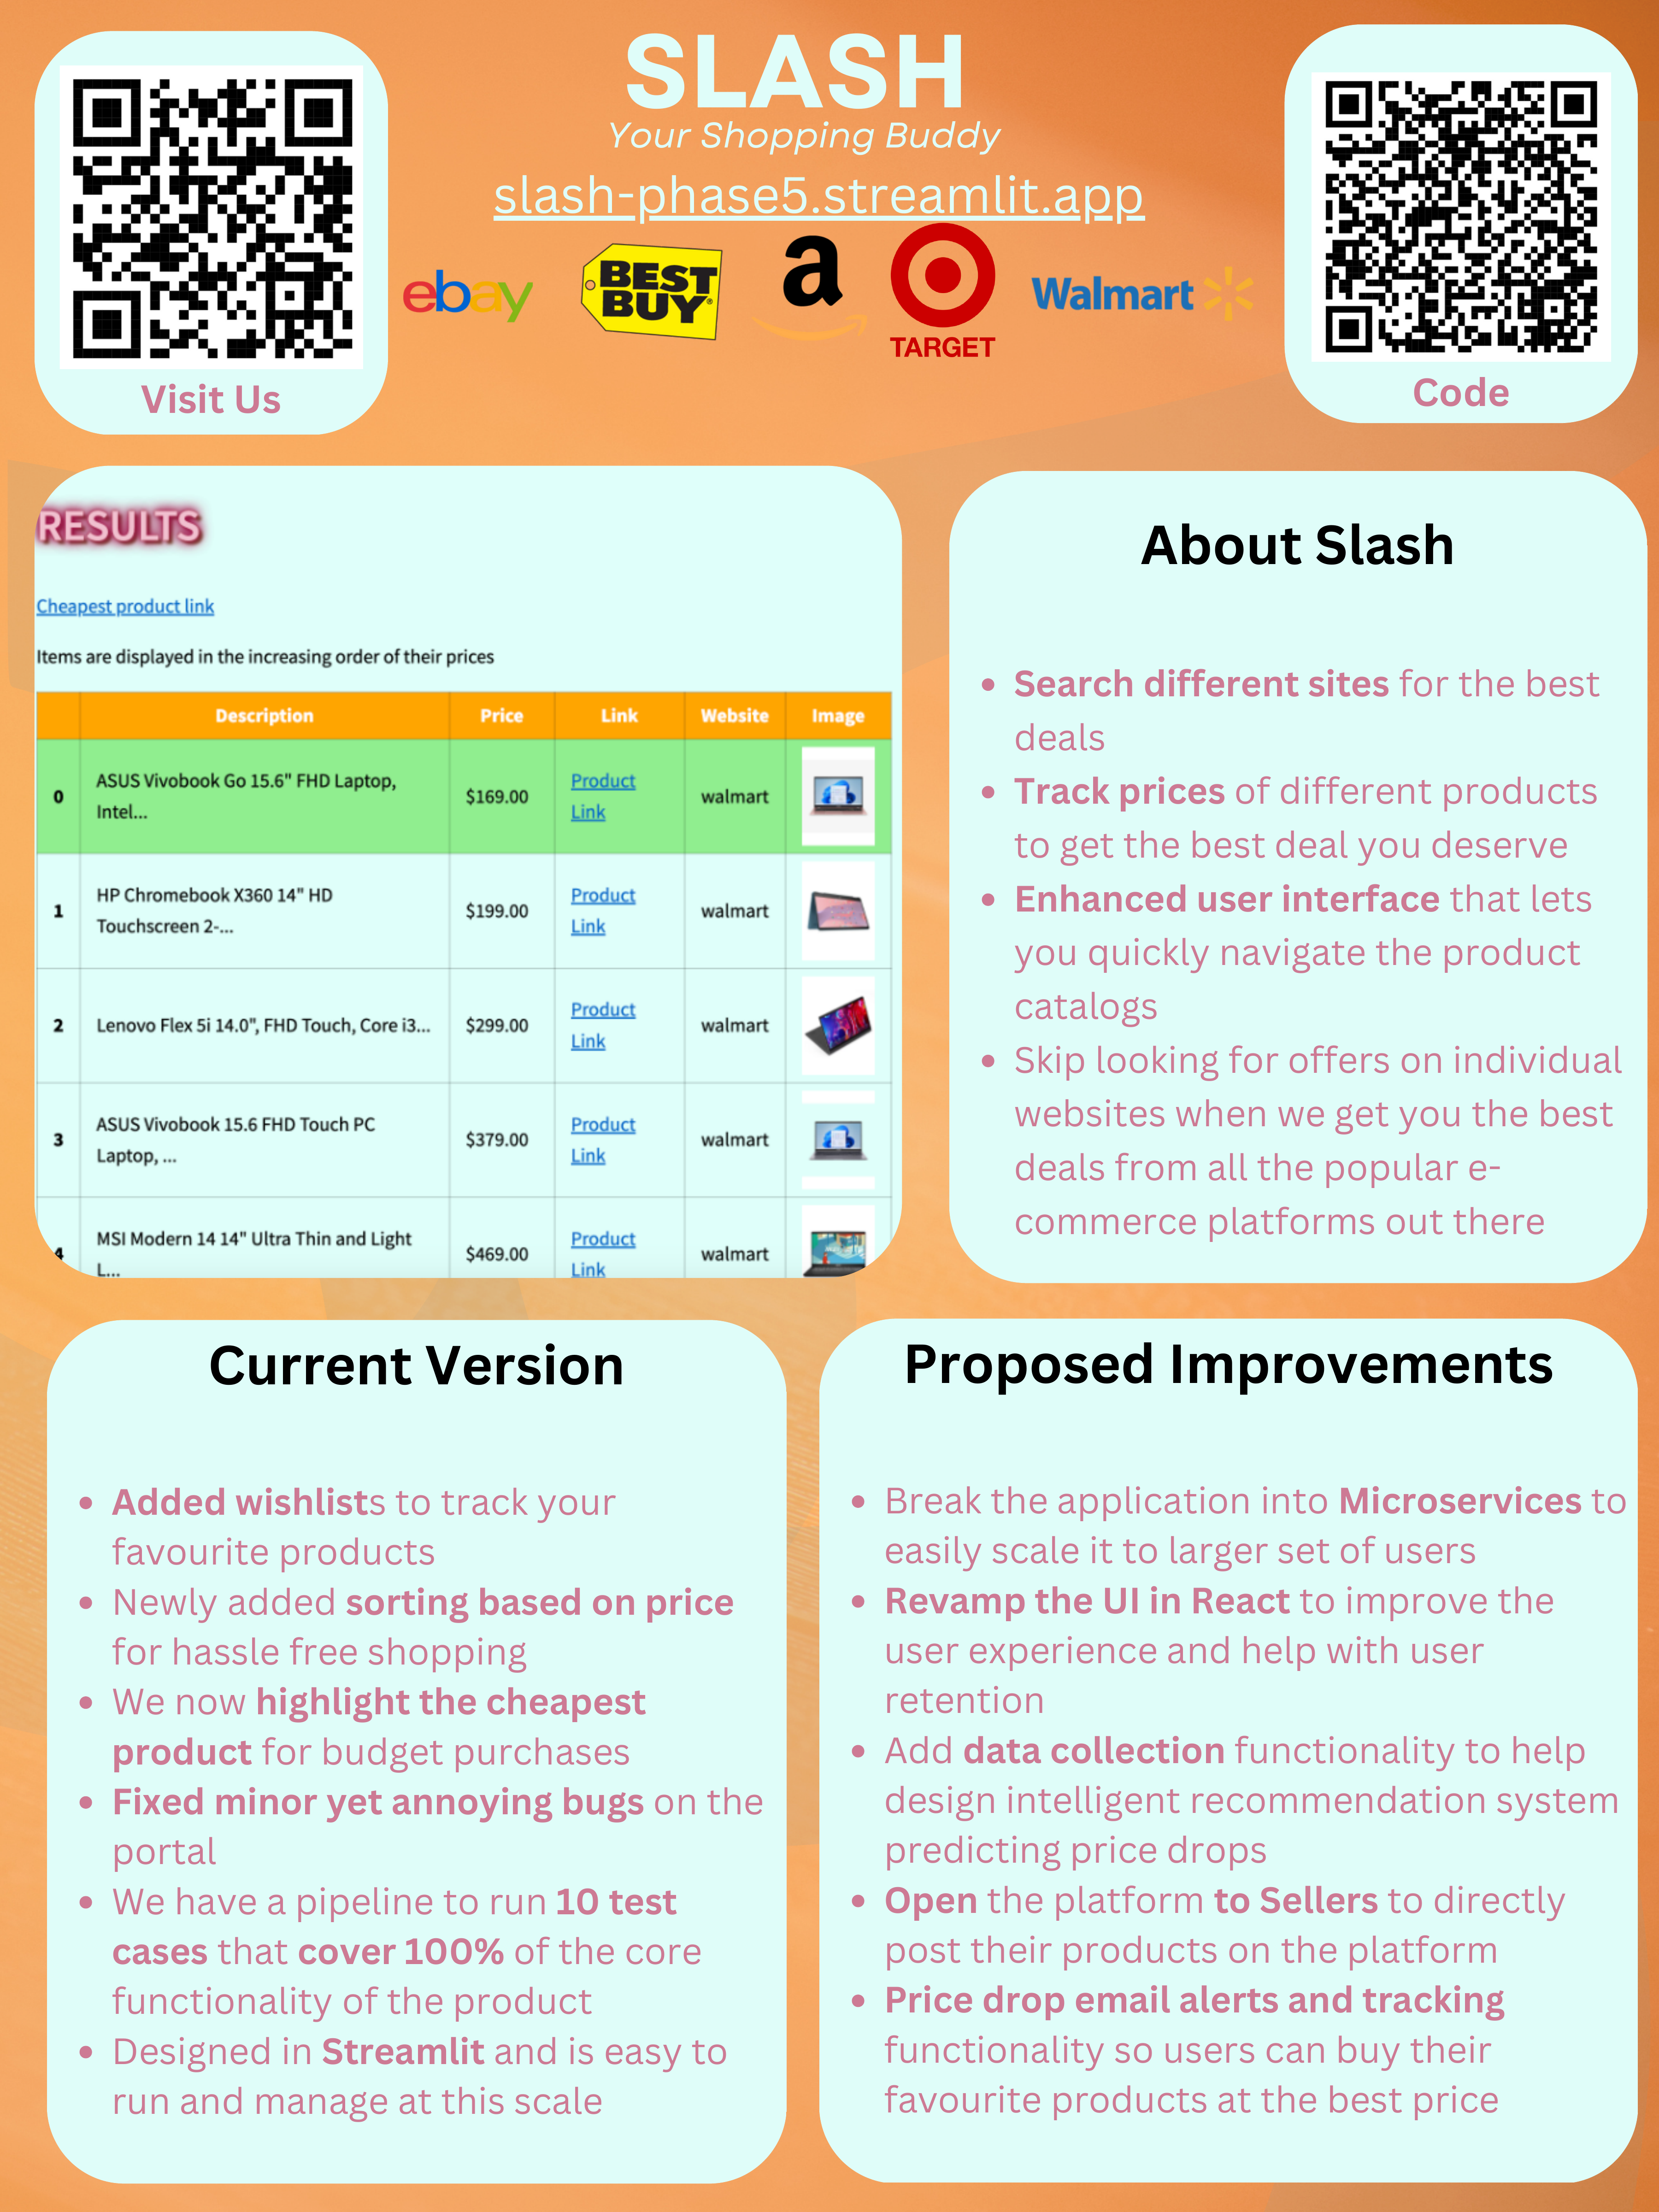 SLASH
Your Shopping Buddy
slash-phase5.streamlit.app
ebay
BEST
BUY
a
TARGET
Walmart
Visit Us
Code
RESULTS
Cheapest product link
Items are displayed in the increasing order of their prices
Description Price Link Website Image
0 ASUS Vivobook Go 15.6" FHD Laptop, Intel... $169.00 Product Link walmart
1 HP Chromebook X360 14" HD Touchscreen 2-... $199.00 Product Link walmart
2 Lenovo Flex 5i 14.0", FHD Touch, Core i3... $299.00 Product Link walmart
3 ASUS Vivobook 15.6 FHD Touch PC Laptop, ... $379.00 Product Link walmart
4 MSI Modern 14 14" Ultra Thin and Light L... $469.00 Product Link walmart
About Slash
• Search different sites for the best
deals
• Track prices of different products
to get the best deal you deserve
• Enhanced user interface that lets
you quickly navigate the product
catalogs
• Skip looking for offers on individual
websites when we get you the best
deals from all the popular e-
commerce platforms out there
Current Version
• Added wishlists to track your
favourite products
• Newly added sorting based on price
for hassle free shopping
• We now highlight the cheapest
product for budget purchases
• Fixed minor yet annoying bugs on the
portal
• We have a pipeline to run 10 test
cases that cover 100% of the core
functionality of the product
• Designed in Streamlit and is easy to
run and manage at this scale
Proposed Improvements
• Break the application into Microservices to
easily scale it to larger set of users
• Revamp the UI in React to improve the
user experience and help with user
retention
• Add data collection functionality to help
design intelligent recommendation system
predicting price drops
• Open the platform to Sellers to directly
post their products on the platform
• Price drop email alerts and tracking
functionality so users can buy their
favourite products at the best price